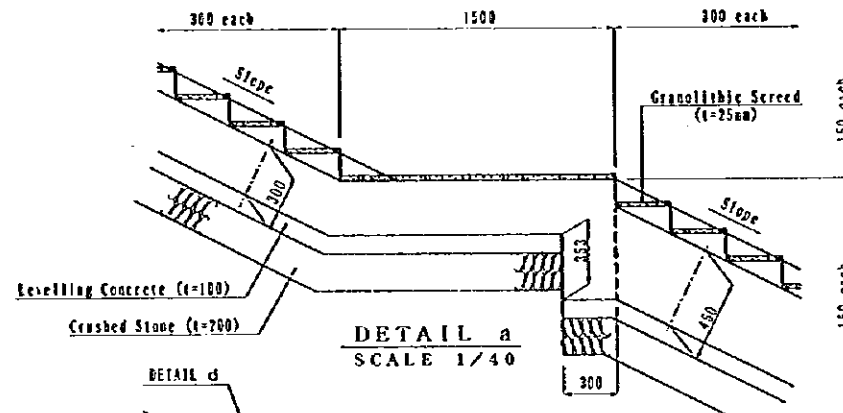 300 each
1500
300 each
Slope
Granolithic Screed
(t=25mm)
150 each
300
Slope
353
450
150 each
Levelling Concrete (t=100)
Crushed Stone (t=200)
DETAIL a
SCALE 1/40
300
DETAIL d